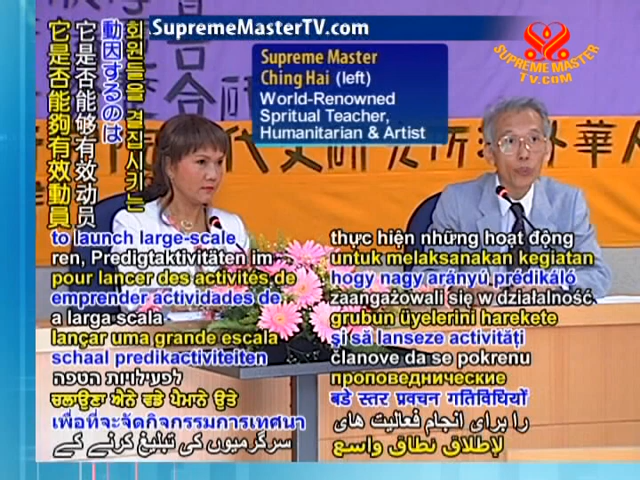 .SupremeMasterTV.com
SUPREME MASTER
TV.COM
Supreme Master
Ching Hai (left)
World-Renowned
Spritual Teacher,
Humanitarian & Artist
它是否能夠有效動員
它是否能够有效动员
動因するのは
회원들을 결집시키는
to launch large-scale
ren, Predigtaktivitäten im
pour lancer des activités de
emprender actividades de
a larga scala
lançar uma grande escala
schaal predikactiviteiten
לפעלויות הטפה
ਚਲਾਉਣਾ ਐਨੇ ਵਡੇ ਪੈਮਾਨੇ ਉਤੇ
เพื่อที่จะจัดกิจกรรมการเทศนา
سرگرمیوں کی تبلیغ کرنے کے
thực hiện những hoạt động
untuk melaksanakan kegiatan
hogy nagy arányú prédikáló
zaangażowali się w działalność
grubun üyelerini harekete
şi să lanseze activităţi
članove da se pokrenu
проповеднические
बडे स्तर प्रवचन गतिविधियों
را برای انجام فعالیت های
لإطلاق نطاق واسع